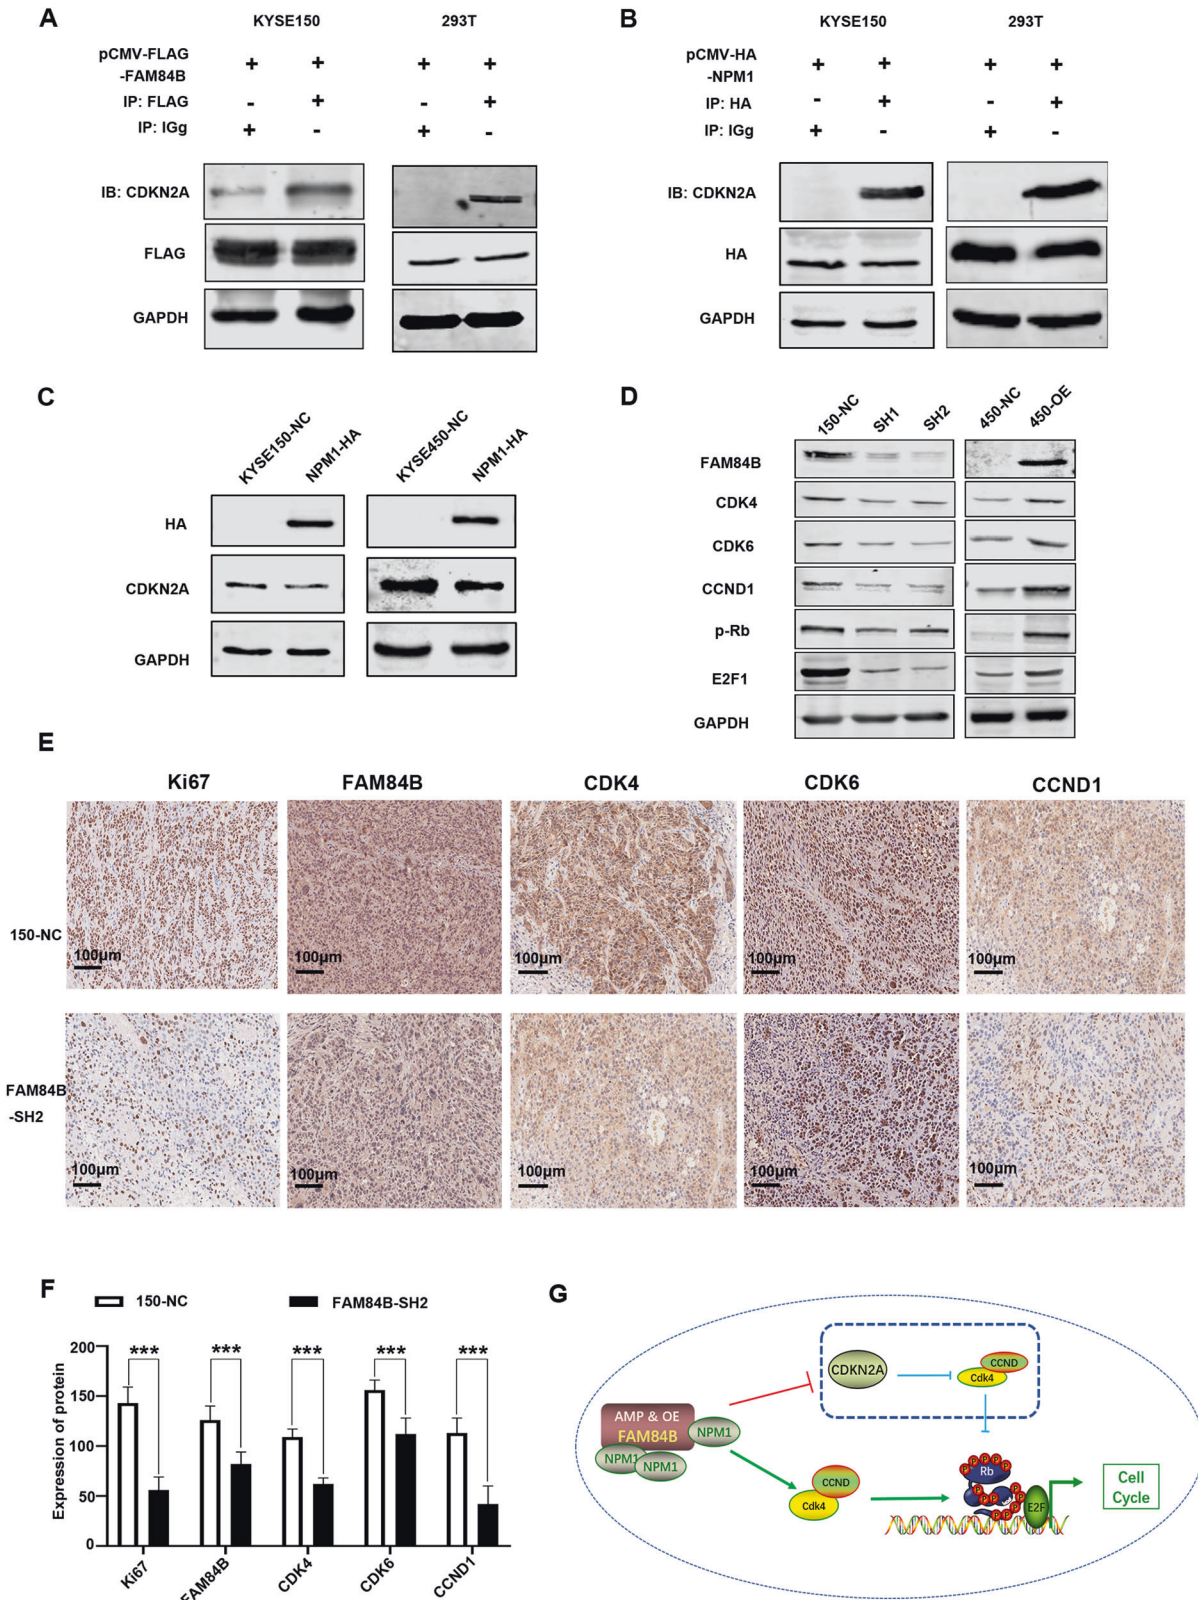 A
KYSE150 293T
pCMV-FLAG
-FAM84B
+ + + +
IP: FLAG - + - +
IP: IGg + - + -
IB: CDKN2A
FLAG
GAPDH
B
KYSE150 293T
pCMV-HA
-NPM1
+ + + +
IP: HA - + - +
IP: IGg + - + -
IB: CDKN2A
HA
GAPDH
C
KYSE150-NC NPM1-HA KYSE450-NC NPM1-HA
HA
CDKN2A
GAPDH
D
150-NC SH1 SH2 450-NC 450-OE
FAM84B
CDK4
CDK6
CCND1
p-Rb
E2F1
GAPDH
E
Ki67 FAM84B CDK4 CDK6 CCND1
150-NC
100μm 100μm 100μm 100μm 100μm
FAM84B
-SH2
100μm 100μm 100μm 100μm 100μm
F
150-NC FAM84B-SH2
Expression of protein
200
150
100
50
0
*** *** *** *** ***
Ki67 FAM84B CDK4 CDK6 CCND1
G
CDKN2A
CCND
Cdk4
AMP & OE
FAM84B
NPM1
NPM1
NPM1
CCND
Cdk4
P P P P P
Rb
P P P P P P P P P
E2F
Cell
Cycle